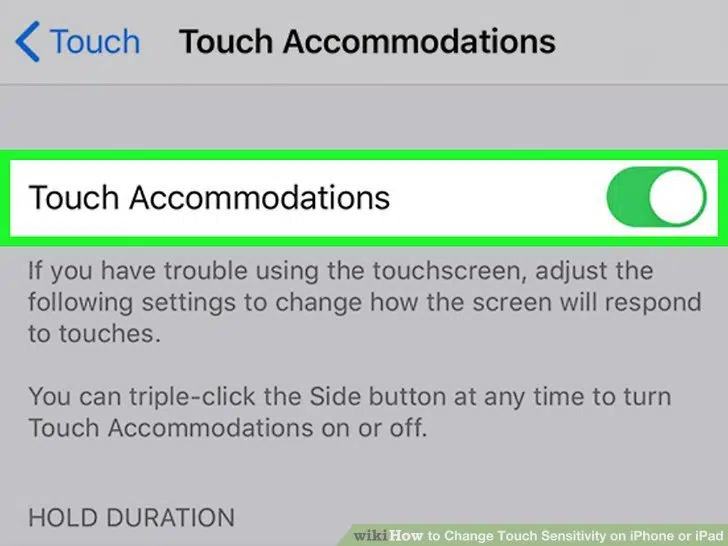 Touch
Touch Accommodations
Touch Accommodations
If you have trouble using the touchscreen, adjust the
following settings to change how the screen will respond
to touches.
You can triple-click the Side button at any time to turn
Touch Accommodations on or off.
HOLD DURATION
wikiHow to Change Touch Sensitivity on iPhone or iPad